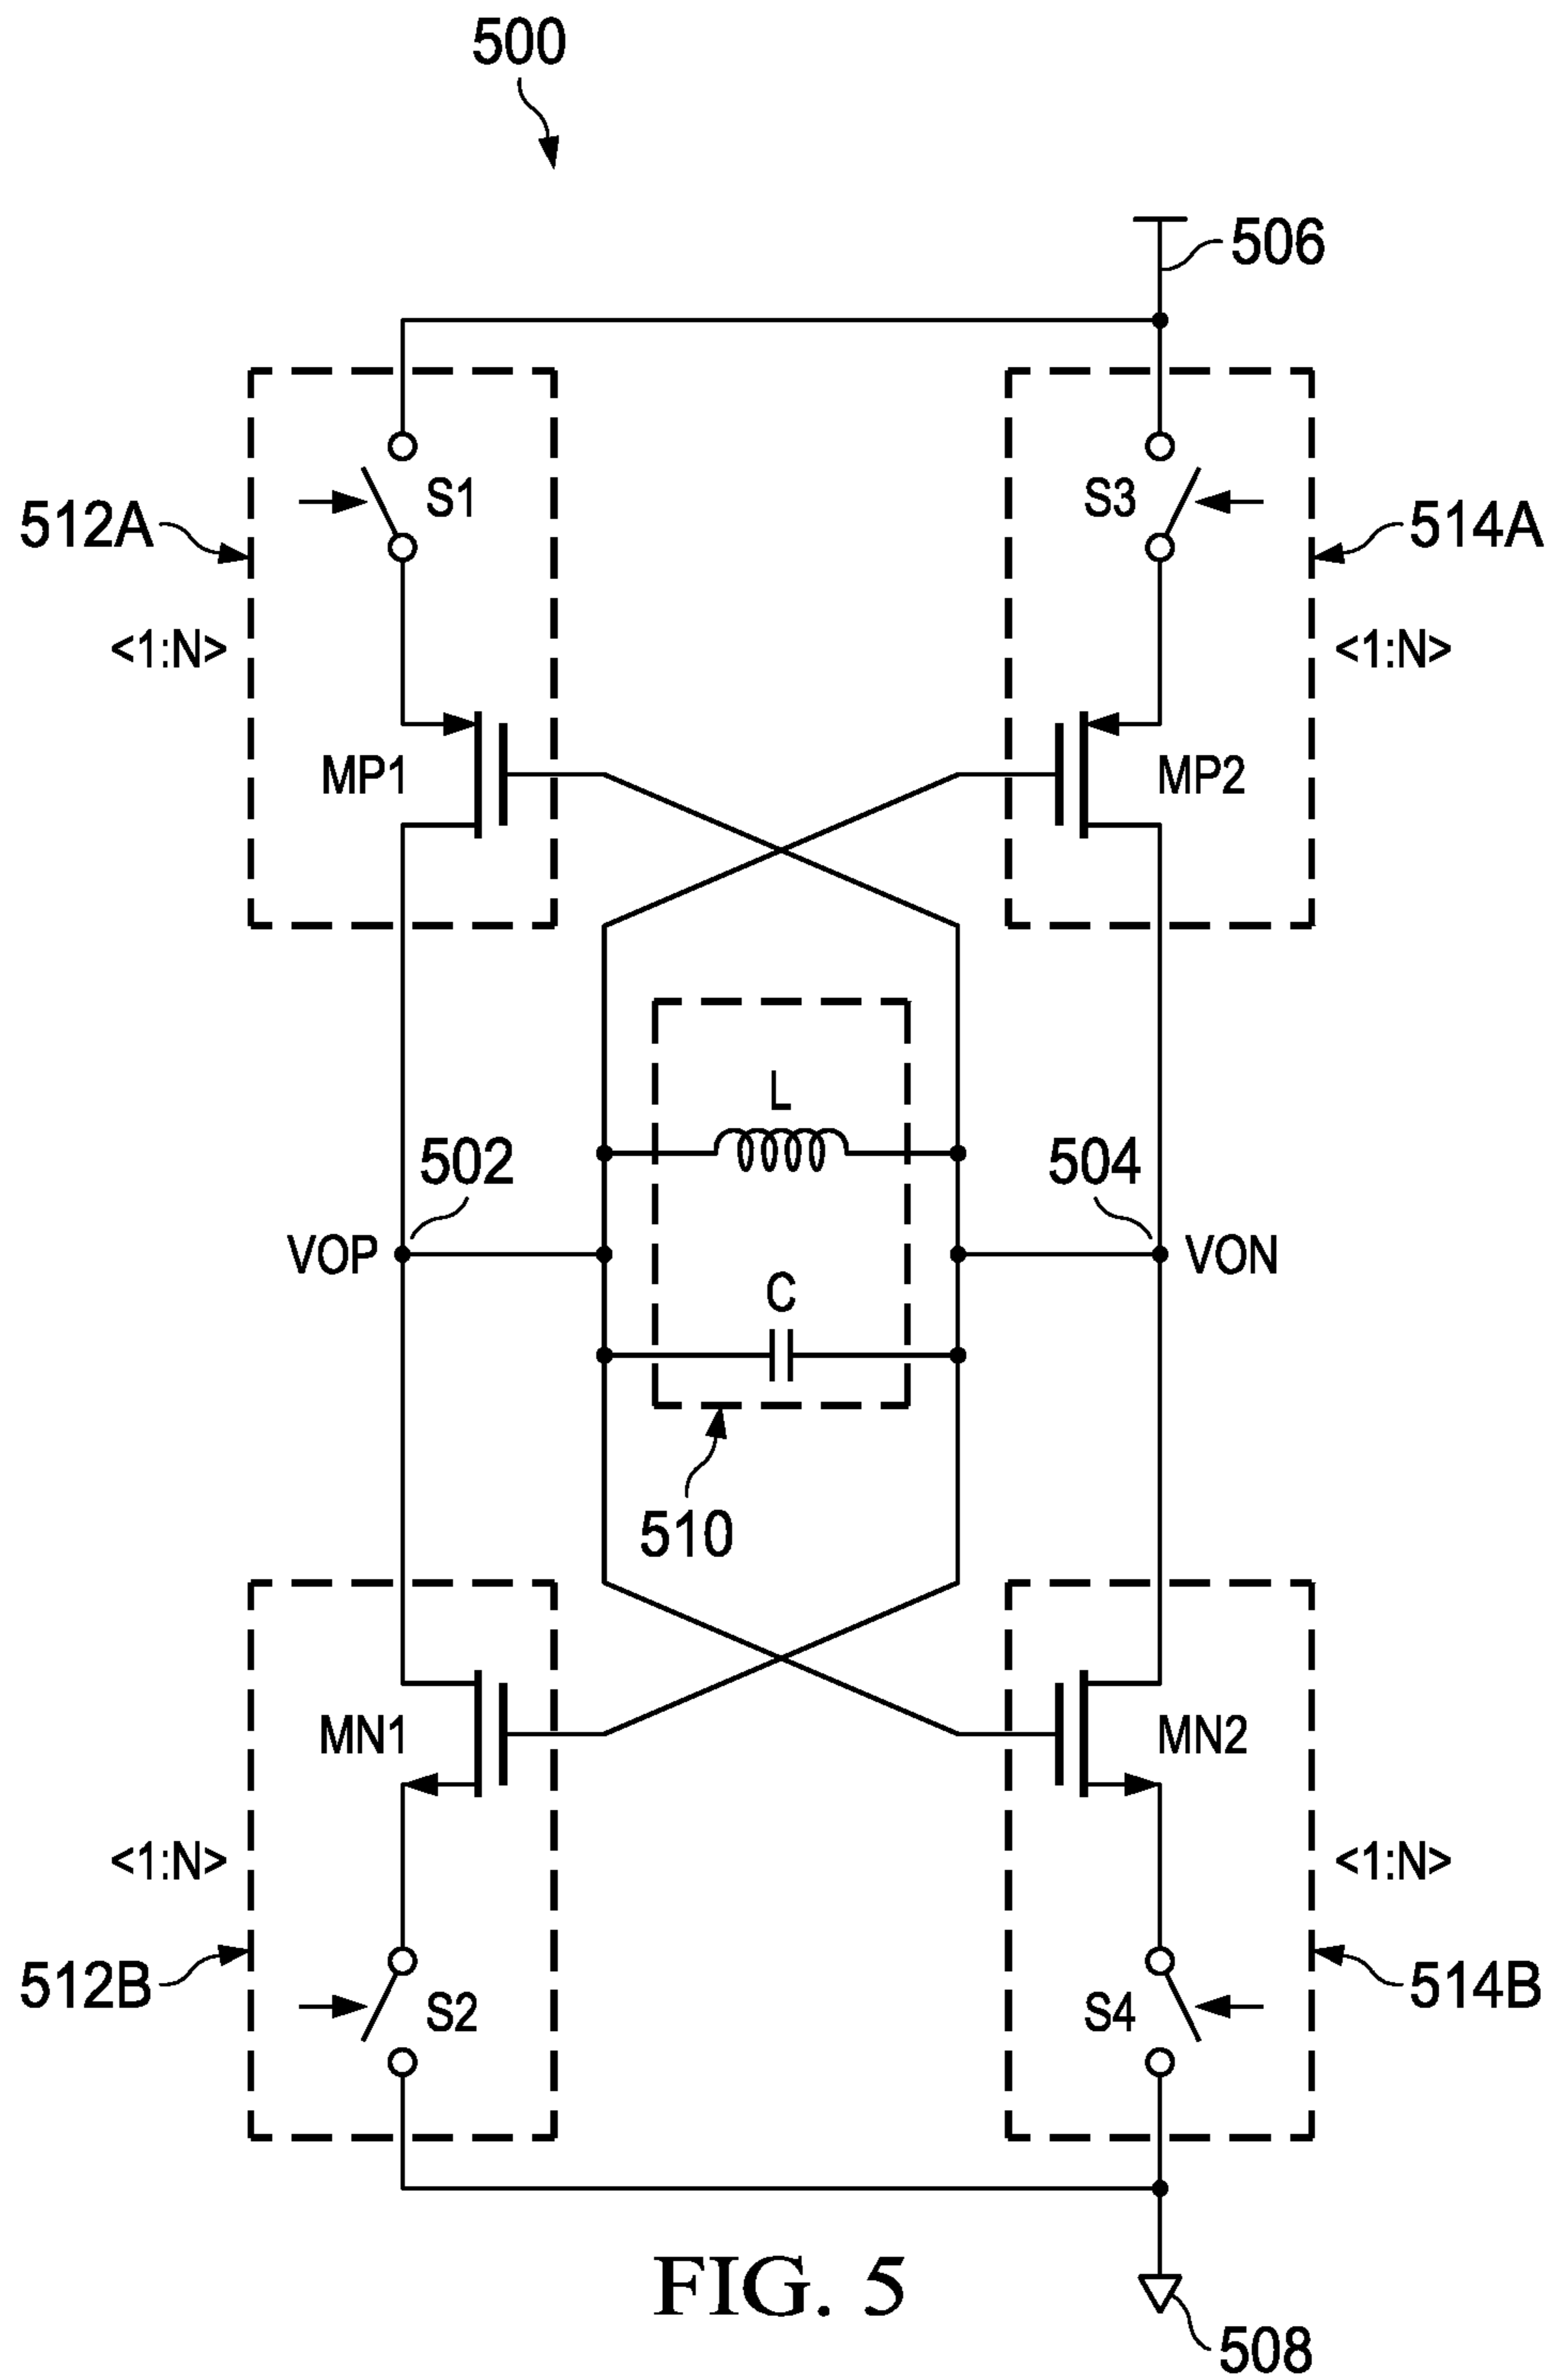 500
506
S1
S3
512A
514A
<1:N>
<1:N>
MP1
MP2
L
502
504
VOP
VON
C
510
MN1
MN2
<1:N>
<1:N>
512B
S2
S4
514B
FIG. 5
508